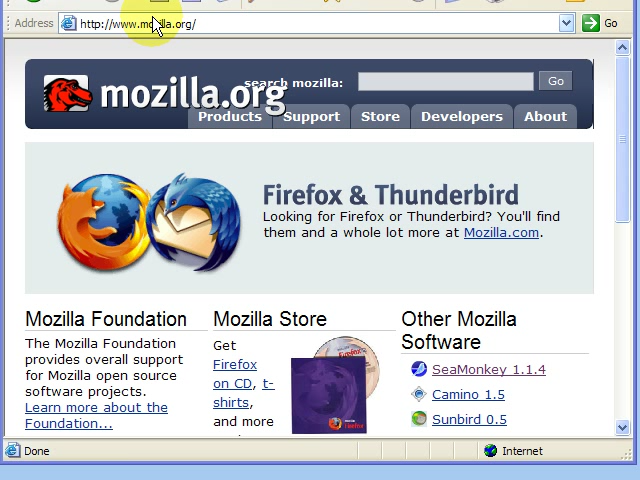 Address http://www.mozilla.org/ Go
mozilla.org
search mozilla: Go
Products Support Store Developers About
Firefox & Thunderbird
Looking for Firefox or Thunderbird? You'll find
them and a whole lot more at Mozilla.com.
Mozilla Foundation
The Mozilla Foundation
provides overall support
for Mozilla open source
software projects.
Learn more about the
Foundation...
Mozilla Store
Get
Firefox
on CD, t-
shirts,
and more
Firefox
Other Mozilla
Software
SeaMonkey 1.1.4
Camino 1.5
Sunbird 0.5
Done Internet